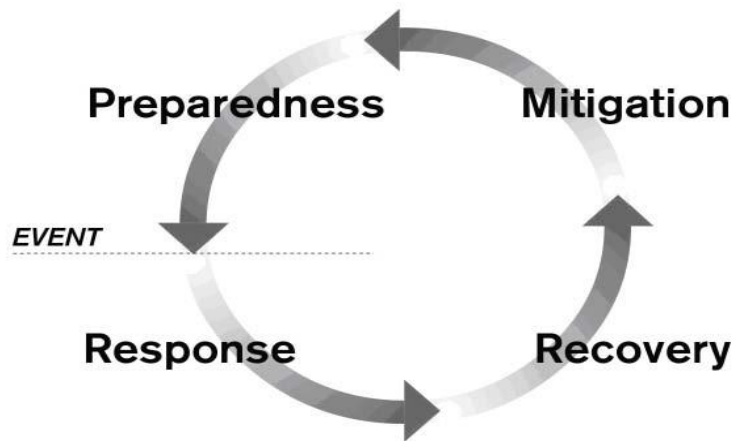 Preparedness
Mitigation
EVENT
Response
Recovery